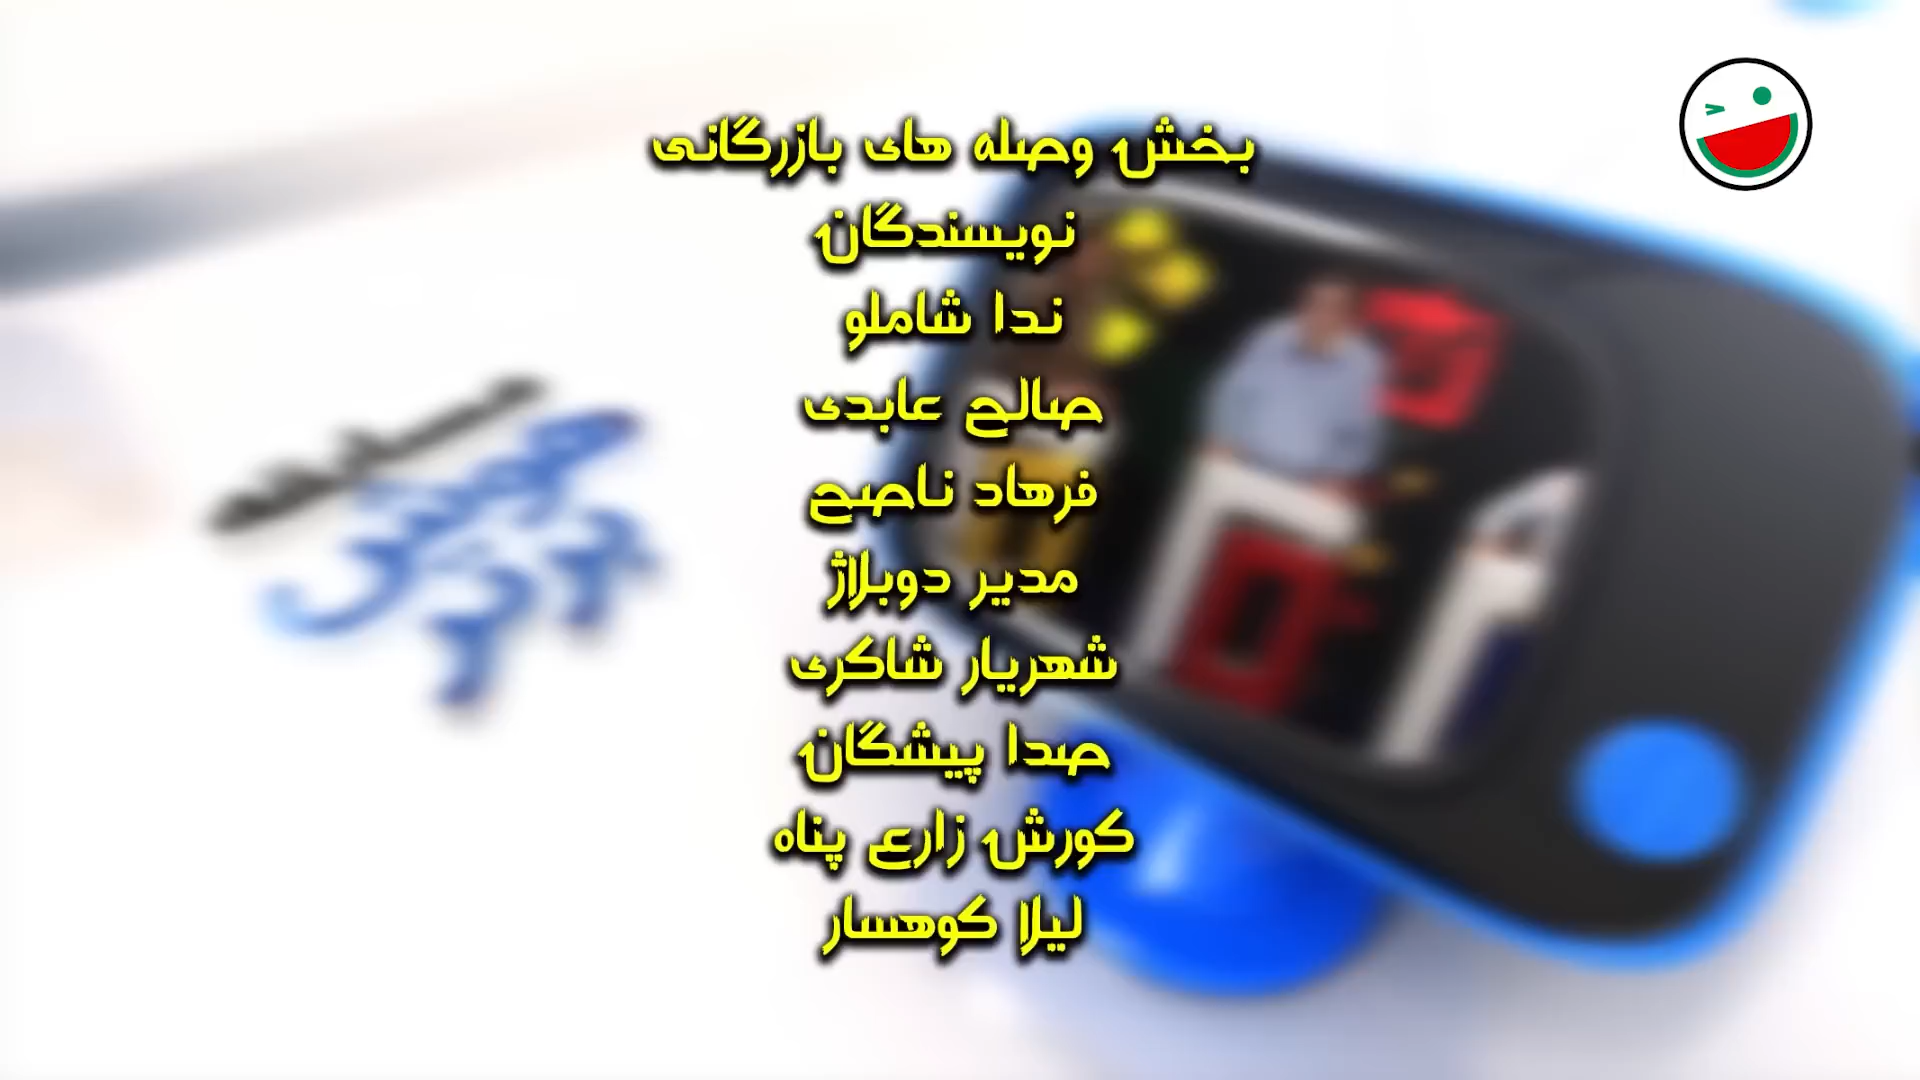 بخش وصله های بازرگانی
نویسندگان
ندا شاملو
صالح عابدی
فرهاد ناصح
مدیر دوبلاژ
شهریار شاکری
صدا پیشگان
کورش زارع پناه
لیلا کوهسار